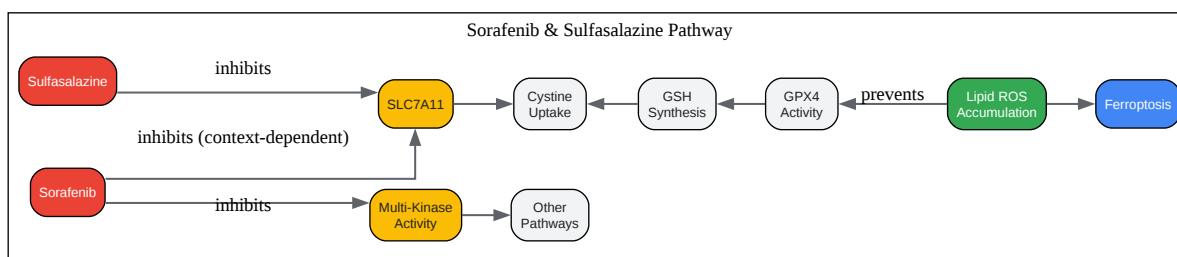 Sorafenib & Sulfasalazine Pathway
Sulfasalazine
inhibits
SLC7A11
Cystine
Uptake
GSH
Synthesis
GPX4
Activity
prevents
Lipid ROS
Accumulation
Ferroptosis
inhibits (context-dependent)
Sorafenib
inhibits
Multi-Kinase
Activity
Other
Pathways